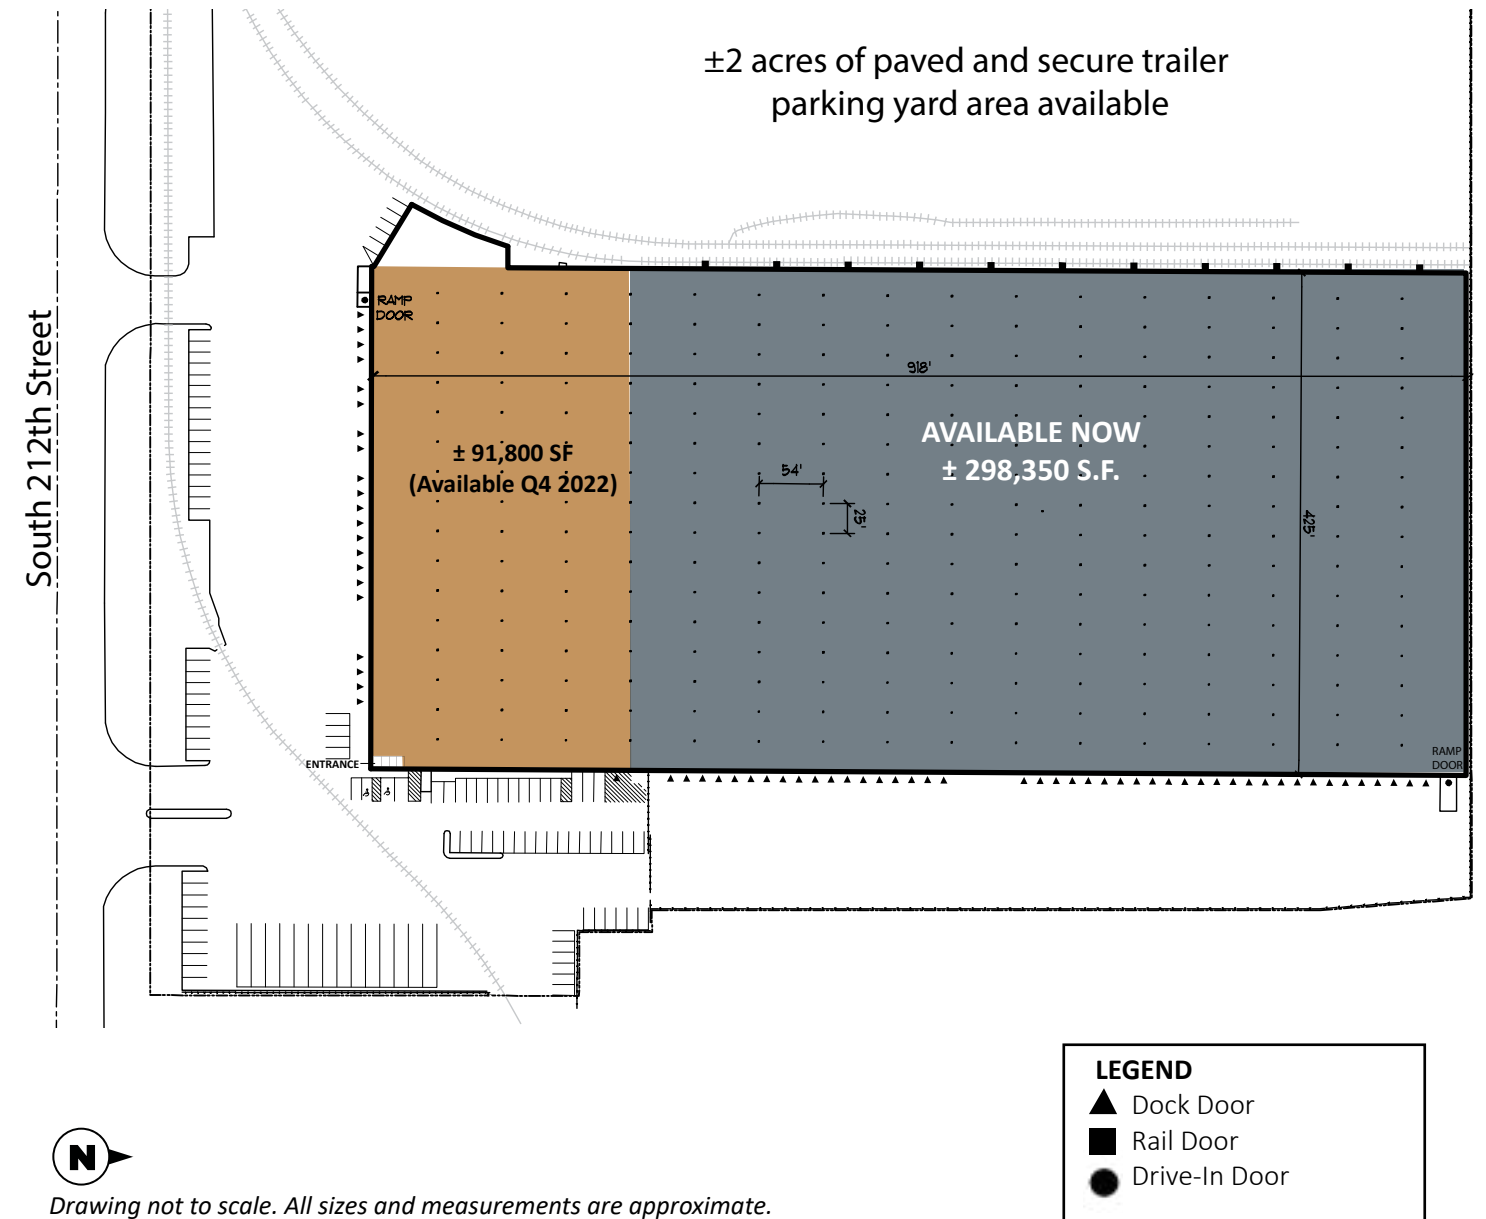 ±2 acres of paved and secure trailer
parking yard area available
South 212th Street
RAMP
DOOR
918'
AVAILABLE NOW
± 298,350 S.F.
± 91,800 SF
(Available Q4 2022)
54'
25'
425'
RAMP
DOOR
ENTRANCE
LEGEND
Dock Door
Rail Door
Drive-In Door
N
Drawing not to scale. All sizes and measurements are approximate.